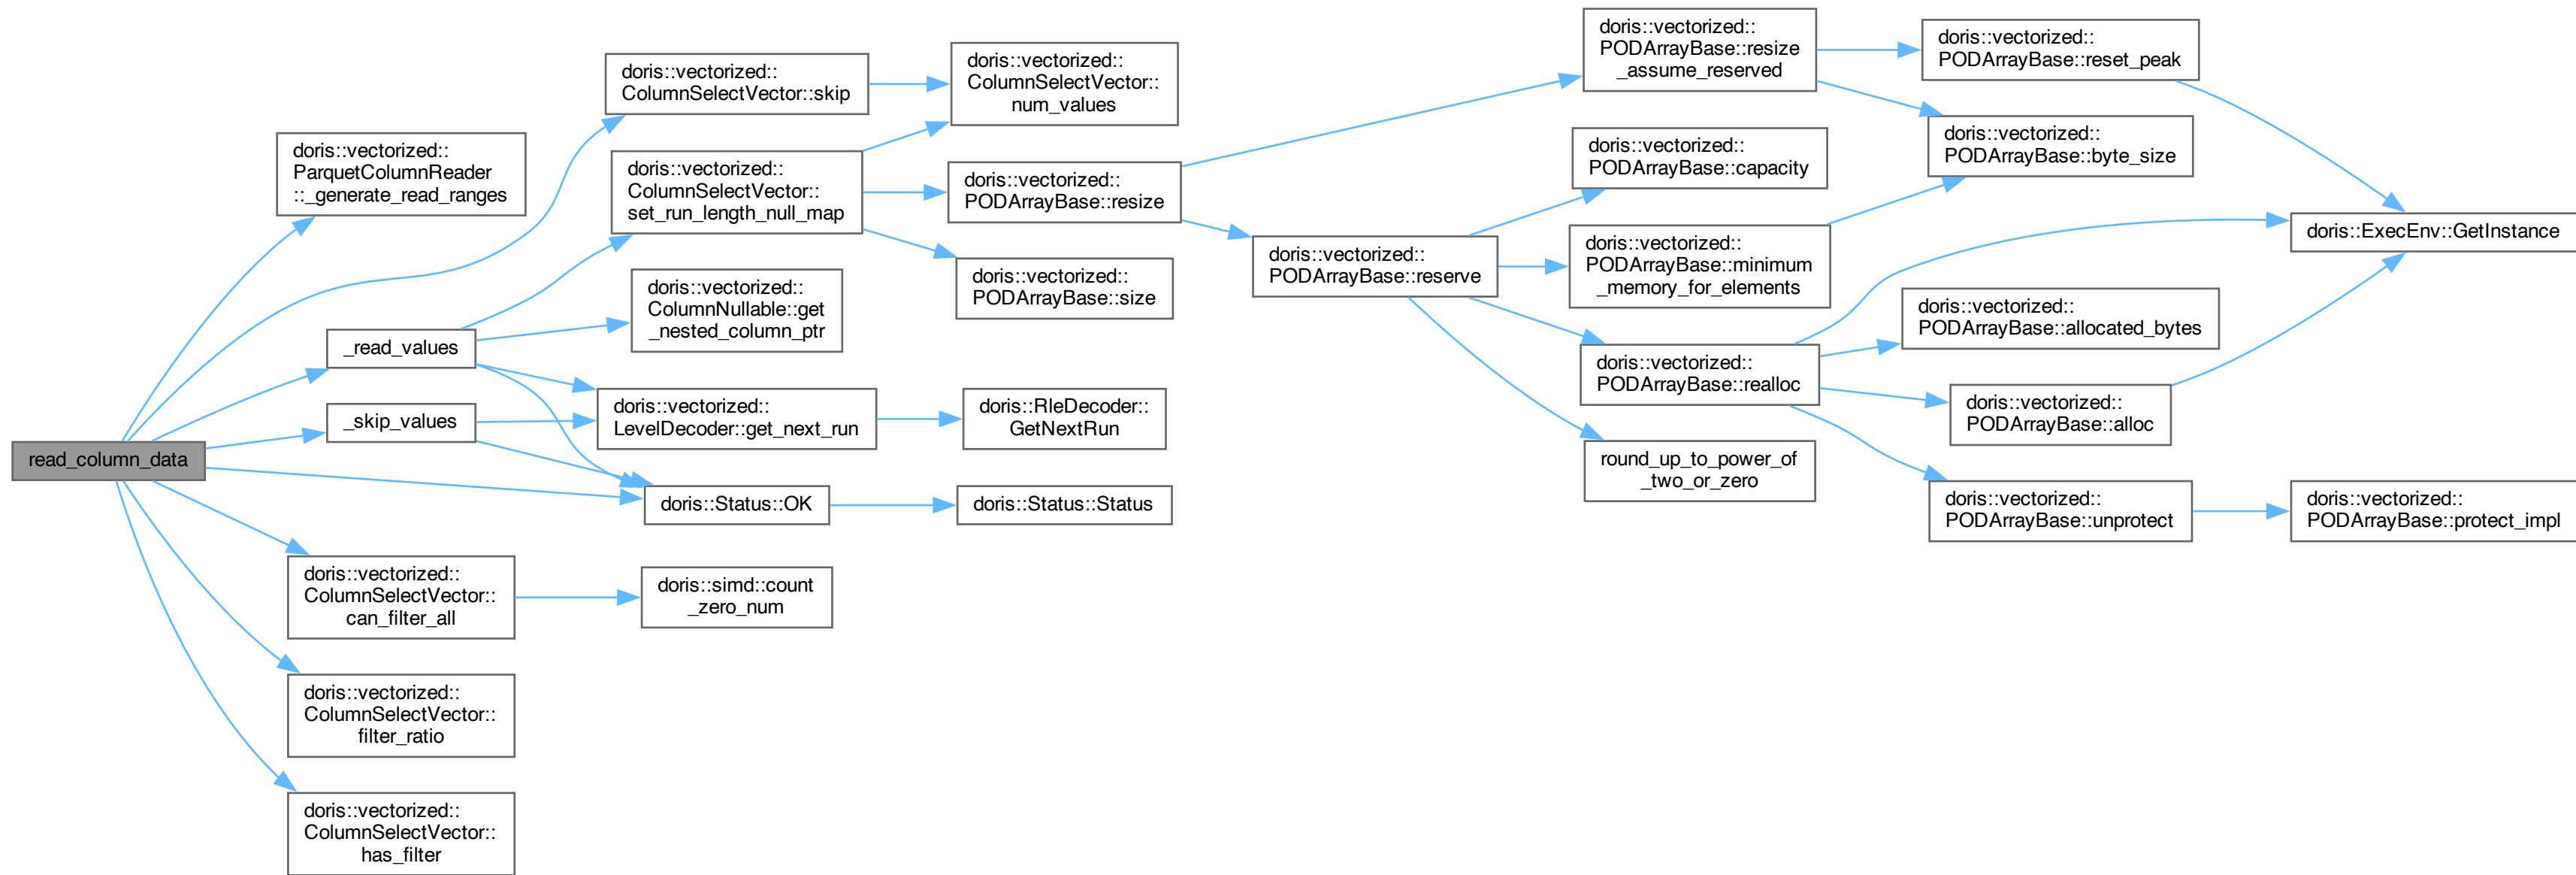 read_column_data
doris::vectorized::
ParquetColumnReader
::_generate_read_ranges
_read_values
_skip_values
doris::vectorized::
ColumnSelectVector::
can_filter_all
doris::vectorized::
ColumnSelectVector::
filter_ratio
doris::vectorized::
ColumnSelectVector::
has_filter
doris::vectorized::
ColumnSelectVector::skip
doris::vectorized::
ColumnSelectVector::
set_run_length_null_map
doris::vectorized::
ColumnNullable::get
_nested_column_ptr
doris::vectorized::
LevelDecoder::get_next_run
doris::Status::OK
doris::simd::count
_zero_num
doris::vectorized::
ColumnSelectVector::
num_values
doris::vectorized::
PODArrayBase::resize
doris::vectorized::
PODArrayBase::size
doris::RleDecoder::
GetNextRun
doris::Status::Status
doris::vectorized::
PODArrayBase::reserve
doris::vectorized::
PODArrayBase::resize
_assume_reserved
doris::vectorized::
PODArrayBase::capacity
doris::vectorized::
PODArrayBase::minimum
_memory_for_elements
doris::vectorized::
PODArrayBase::realloc
round_up_to_power_of
_two_or_zero
doris::vectorized::
PODArrayBase::reset_peak
doris::vectorized::
PODArrayBase::byte_size
doris::vectorized::
PODArrayBase::allocated_bytes
doris::vectorized::
PODArrayBase::alloc
doris::vectorized::
PODArrayBase::unprotect
doris::ExecEnv::GetInstance
doris::vectorized::
PODArrayBase::protect_impl